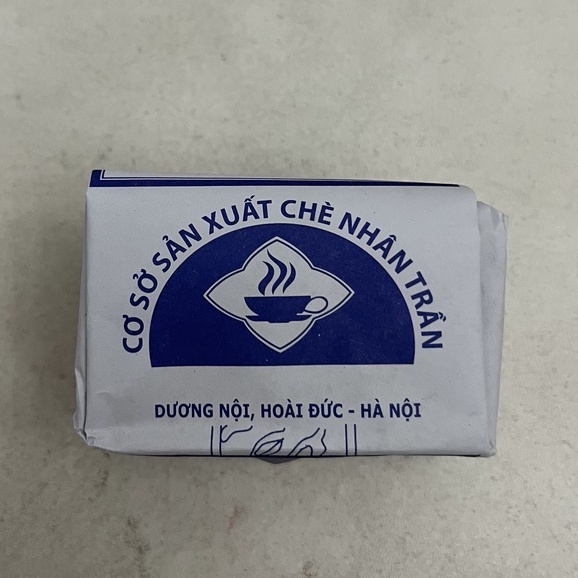 CƠ SỞ SẢN XUẤT CHÈ NHÂN TRẦN
DƯƠNG NỘI, HOÀI ĐỨC - HÀ NỘI